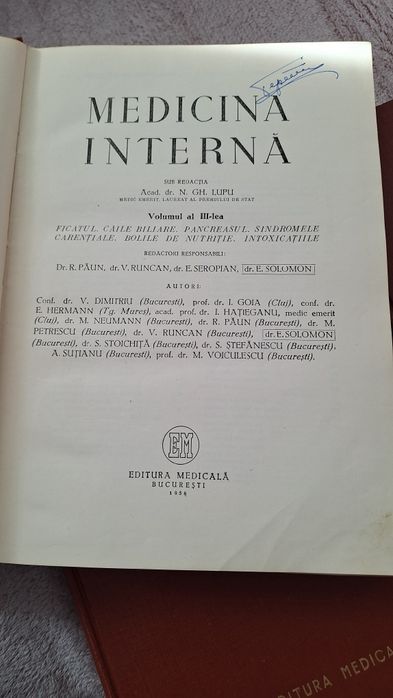 MEDICINA
INTERNĂ
SUB REDACȚIA
Acad. dr. N. GH. LUPU
MEDIC EMERIT, LAUREAT AL PREMIULUI DE STAT
Volumul al III-lea
FICATUL. CĂILE BILIARE. PANCREASUL. SINDROMELE
CARENȚIALE. BOLILE DE NUTRIȚIE. INTOXICAȚIILE
REDACTORI RESPONSABILI:
Dr. R. PĂUN, dr. V. RUNCAN, dr. E. SEROPIAN, dr. E. SOLOMON
AUTORI:
Conf. dr. V. DIMITRIU (București), prof. dr. I. GOIA (Cluj), conf. dr.
E. HERMANN (Tg. Mureș), acad. prof. dr. I. HAȚIEGANU, medic emerit
(Cluj), dr. M. NEUMANN (București), dr. R. PĂUN (București), dr. M.
PETRESCU (București), dr. V. RUNCAN (București), dr. E. SOLOMON
(București), dr. S. STOICHIȚĂ (București), dr. S. ȘTEFĂNESCU (București),
A. SUȚIANU (București), prof. dr. M. VOICULESCU (București).
EM
EDITURA MEDICALĂ
BUCUREȘTI
1956
DITURA MEDICA